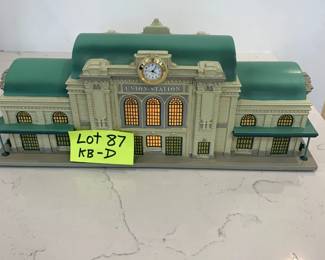 UNION STATION
Lot 87
KB-D